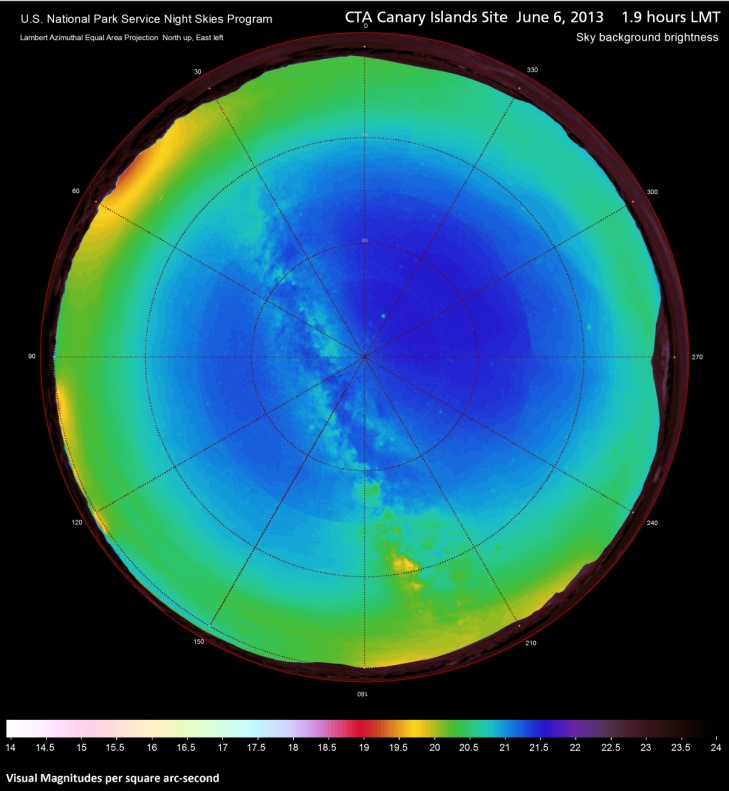 U.S. National Park Service Night Skies Program
CTA Canary Islands Site June 6, 2013 1.9 hours LMT
Lambert Azimuthal Equal Area Projection North up, East left
Sky background brightness
0
30
330
60
300
60
90
270
120
240
150
210
180
14 14.5 15 15.5 16 16.5 17 17.5 18 18.5 19 19.5 20 20.5 21 21.5 22 22.5 23 23.5 24
Visual Magnitudes per square arc-second